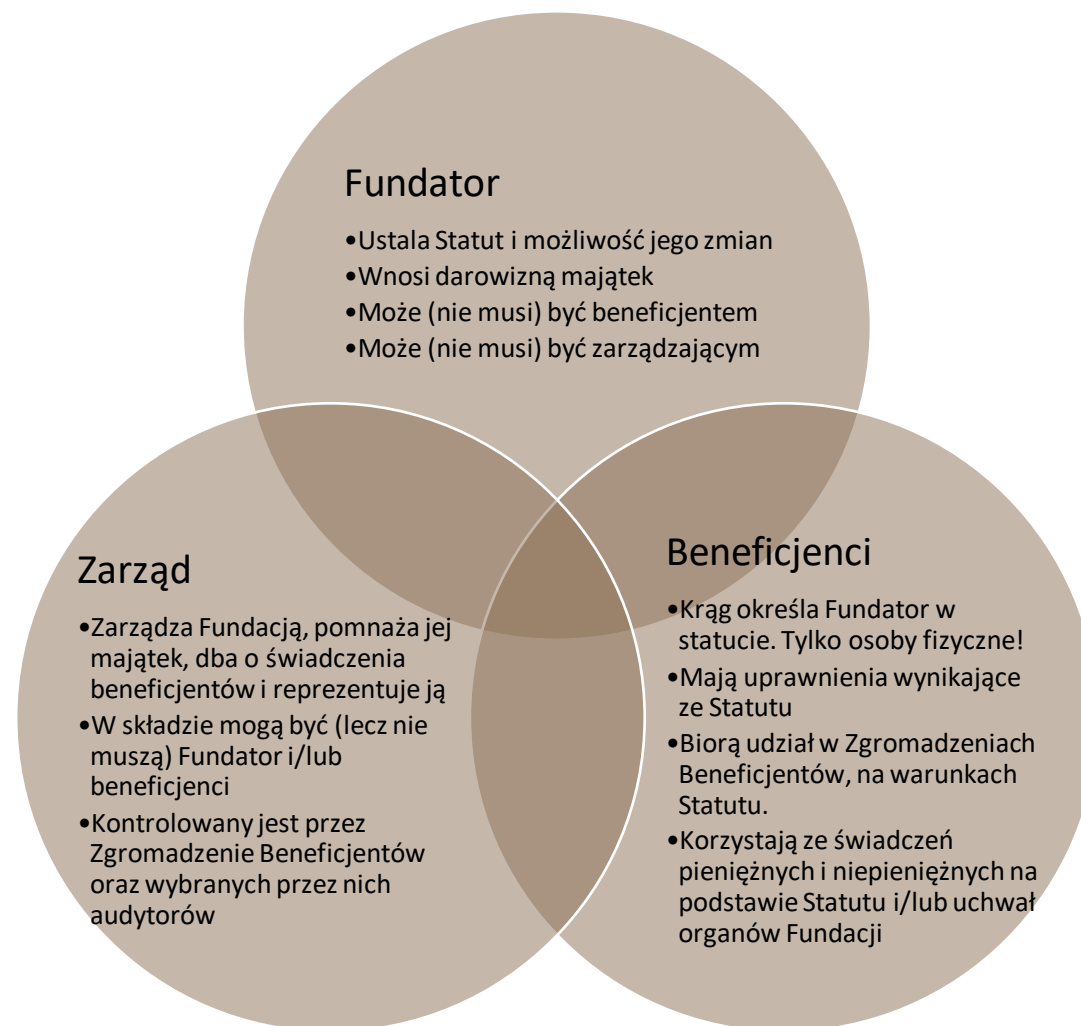 Fundator
•Ustala Statut i możliwość jego zmian
•Wnosi darowizną majątek
•Może (nie musi) być beneficjentem
•Może (nie musi) być zarządzającym
Zarząd
•Zarządza Fundacją, pomnaża jej
majątek, dba o świadczenia
beneficjentów i reprezentuje ją
•W składzie mogą być (lecz nie
muszą) Fundator i/lub
beneficjenci
•Kontrolowany jest przez
Zgromadzenie Beneficjentów
oraz wybranych przez nich
audytorów
Beneficjenci
•Krąg określa Fundator w
statucie. Tylko osoby fizyczne!
•Mają uprawnienia wynikające
ze Statutu
•Biorą udział w Zgromadzeniach
Beneficjentów, na warunkach
Statutu.
•Korzystają ze świadczeń
pieniężnych i niepieniężnych na
podstawie Statutu i/lub uchwał
organów Fundacji